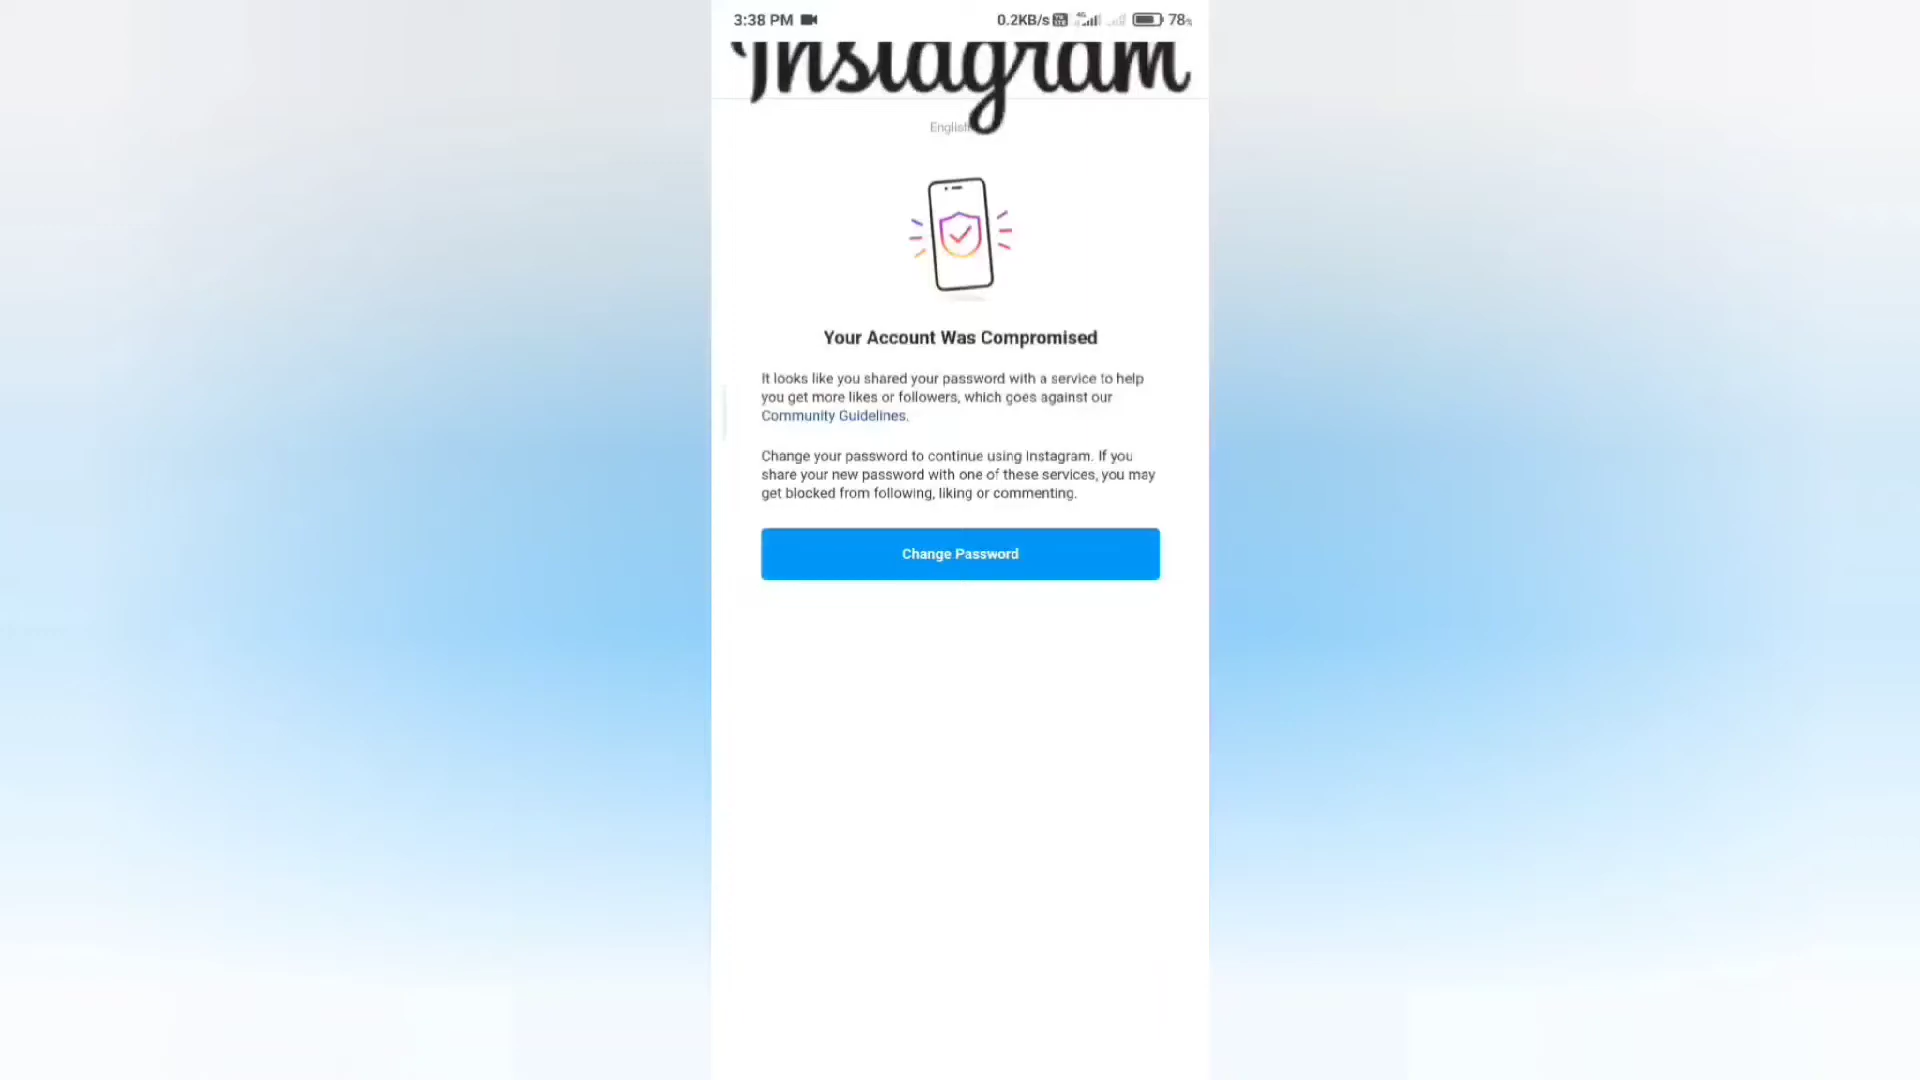 3:38 PM 0.2KB/s 4G 78%
Instagram
English
Your Account Was Compromised
It looks like you shared your password with a service to help
you get more likes or followers, which goes against our
Community Guidelines.
Change your password to continue using Instagram. If you
share your new password with one of these services, you may
get blocked from following, liking or commenting.
Change Password